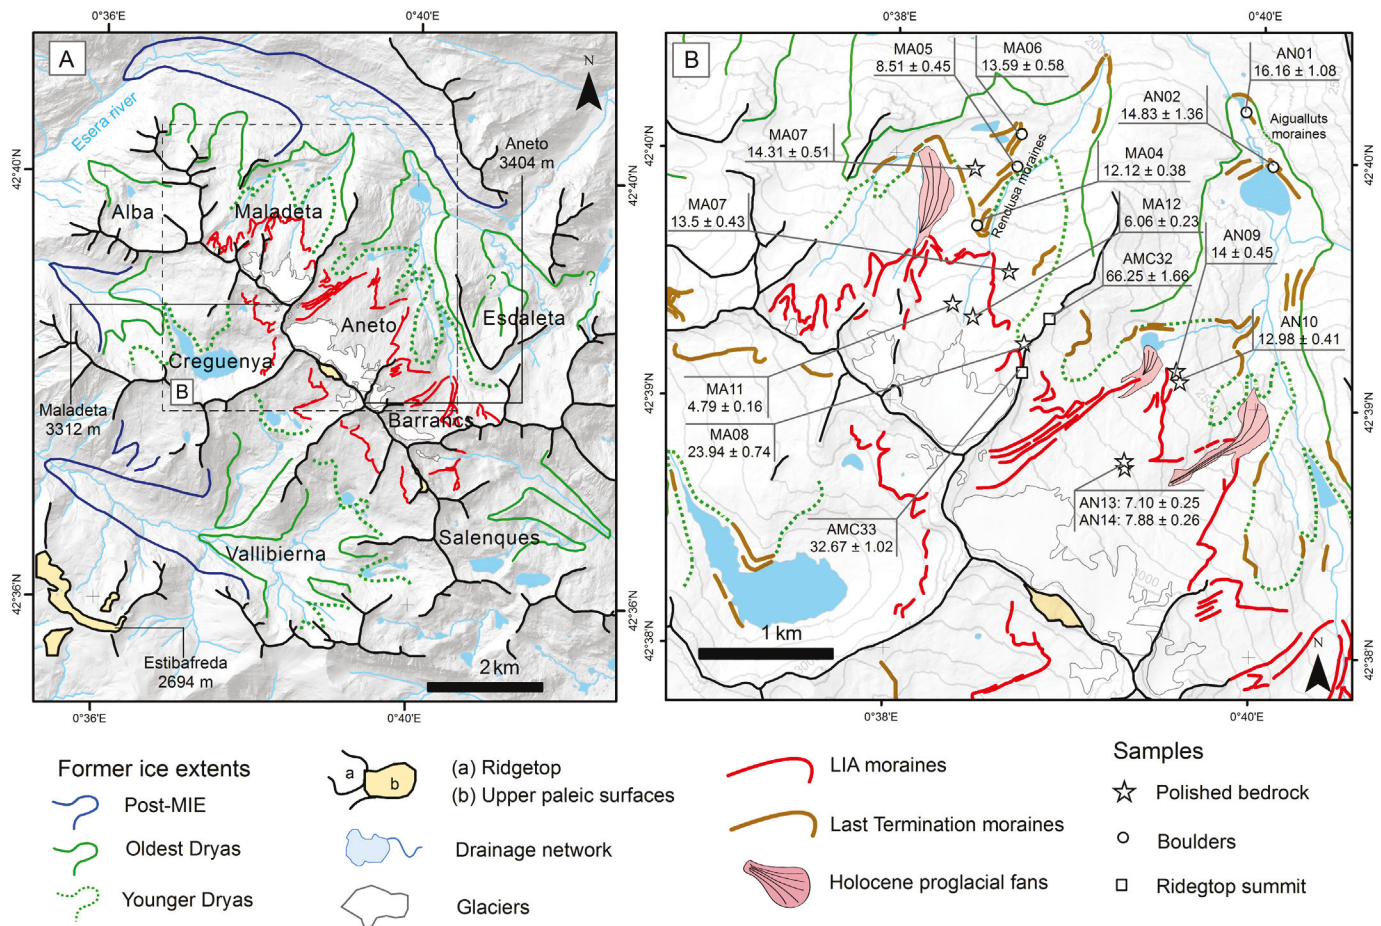 0°36'E
0°40'E
A
N
Esera river
Aneto
3404 m
42°40'N
42°40'N
Alba
Maladeta
?
?
Esdaleta
Aneto
Creguenya
B
Maladeta
3312 m
Barrancs
Vallibierna
Salenques
42°36'N
42°36'N
Estibafreda
2694 m
2 km
0°36'E
0°40'E
0°38'E
0°40'E
B
MA05
8.51 ± 0.45
MA06
13.59 ± 0.58
AN01
16.16 ± 1.08
AN02
14.83 ± 1.36
Aigualluts
moraines
MA07
14.31 ± 0.51
42°40'N
42°40'N
MA04
12.12 ± 0.38
Rendusa moraines
MA07
13.5 ± 0.43
MA12
6.06 ± 0.23
AN09
14 ± 0.45
AMC32
66.25 ± 1.66
AN10
12.98 ± 0.41
MA11
4.79 ± 0.16
42°39'N
42°39'N
MA08
23.94 ± 0.74
AN13: 7.10 ± 0.25
AN14: 7.88 ± 0.26
AMC33
32.67 ± 1.02
3000
1 km
42°38'N
42°38'N
N
0°38'E
0°40'E
Former ice extents
Post-MIE
Oldest Dryas
Younger Dryas
a
b
(a) Ridgetop
(b) Upper paleic surfaces
Drainage network
Glaciers
LIA moraines
Last Termination moraines
Holocene proglacial fans
Samples
Polished bedrock
Boulders
Ridegtop summit